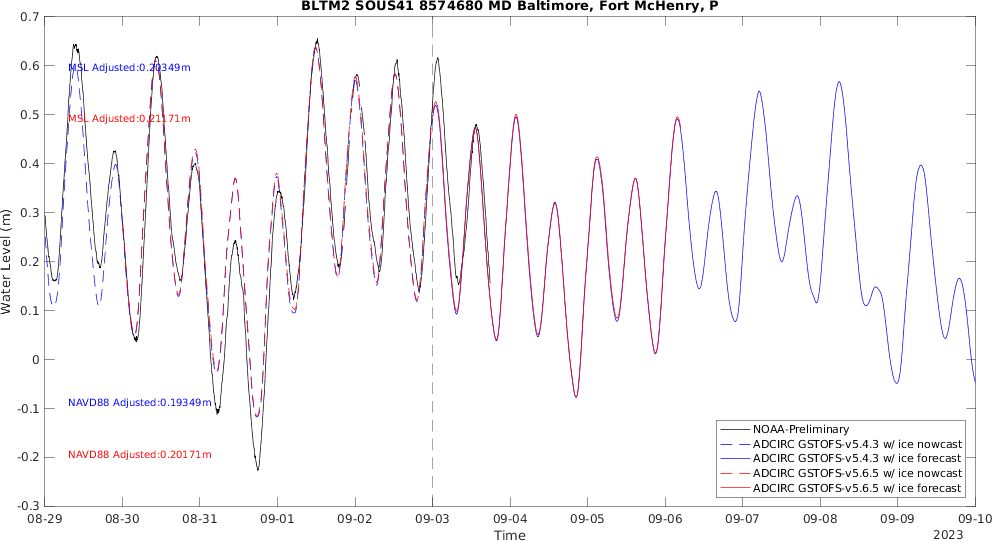 BLTM2 SOUS41 8574680 MD Baltimore, Fort McHenry, P
0.7
0.6
0.5
0.4
0.3
0.2
0.1
0
-0.1
-0.2
-0.3
Water Level (m)
MSL Adjusted:0.20349m
MSL Adjusted:0.21171m
NAVD88 Adjusted:0.19349m
NAVD88 Adjusted:0.20171m
NOAA-Preliminary
ADCIRC GSTOFS-v5.4.3 w/ ice nowcast
ADCIRC GSTOFS-v5.4.3 w/ ice forecast
ADCIRC GSTOFS-v5.6.5 w/ ice nowcast
ADCIRC GSTOFS-v5.6.5 w/ ice forecast
08-29 08-30 08-31 09-01 09-02 09-03 09-04 09-05 09-06 09-07 09-08 09-09 09-10
Time
2023